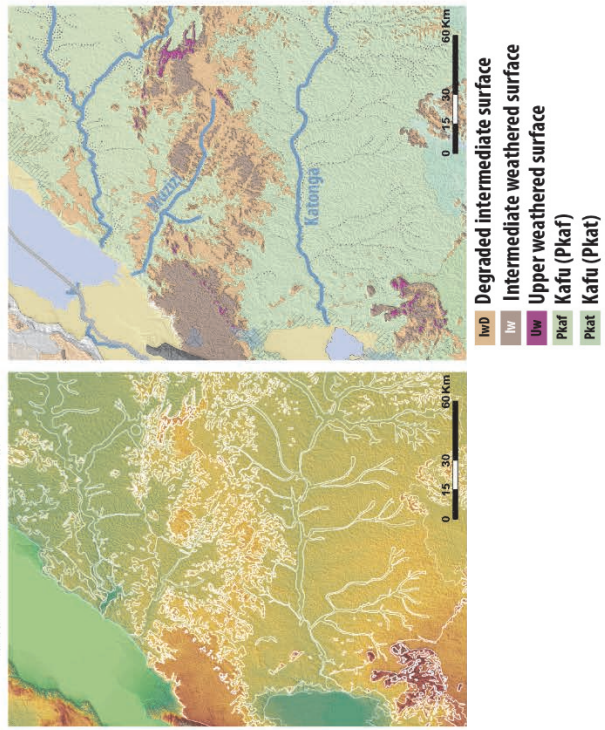 Muzizi
Katonga
0 15 30 60 Km
0 15 30 60 Km
IwD Degraded intermediate surface
Iw Intermediate weathered surface
Uw Upper weathered surface
Pkaf Kafu (Pkaf)
Pkat Kafu (Pkat)